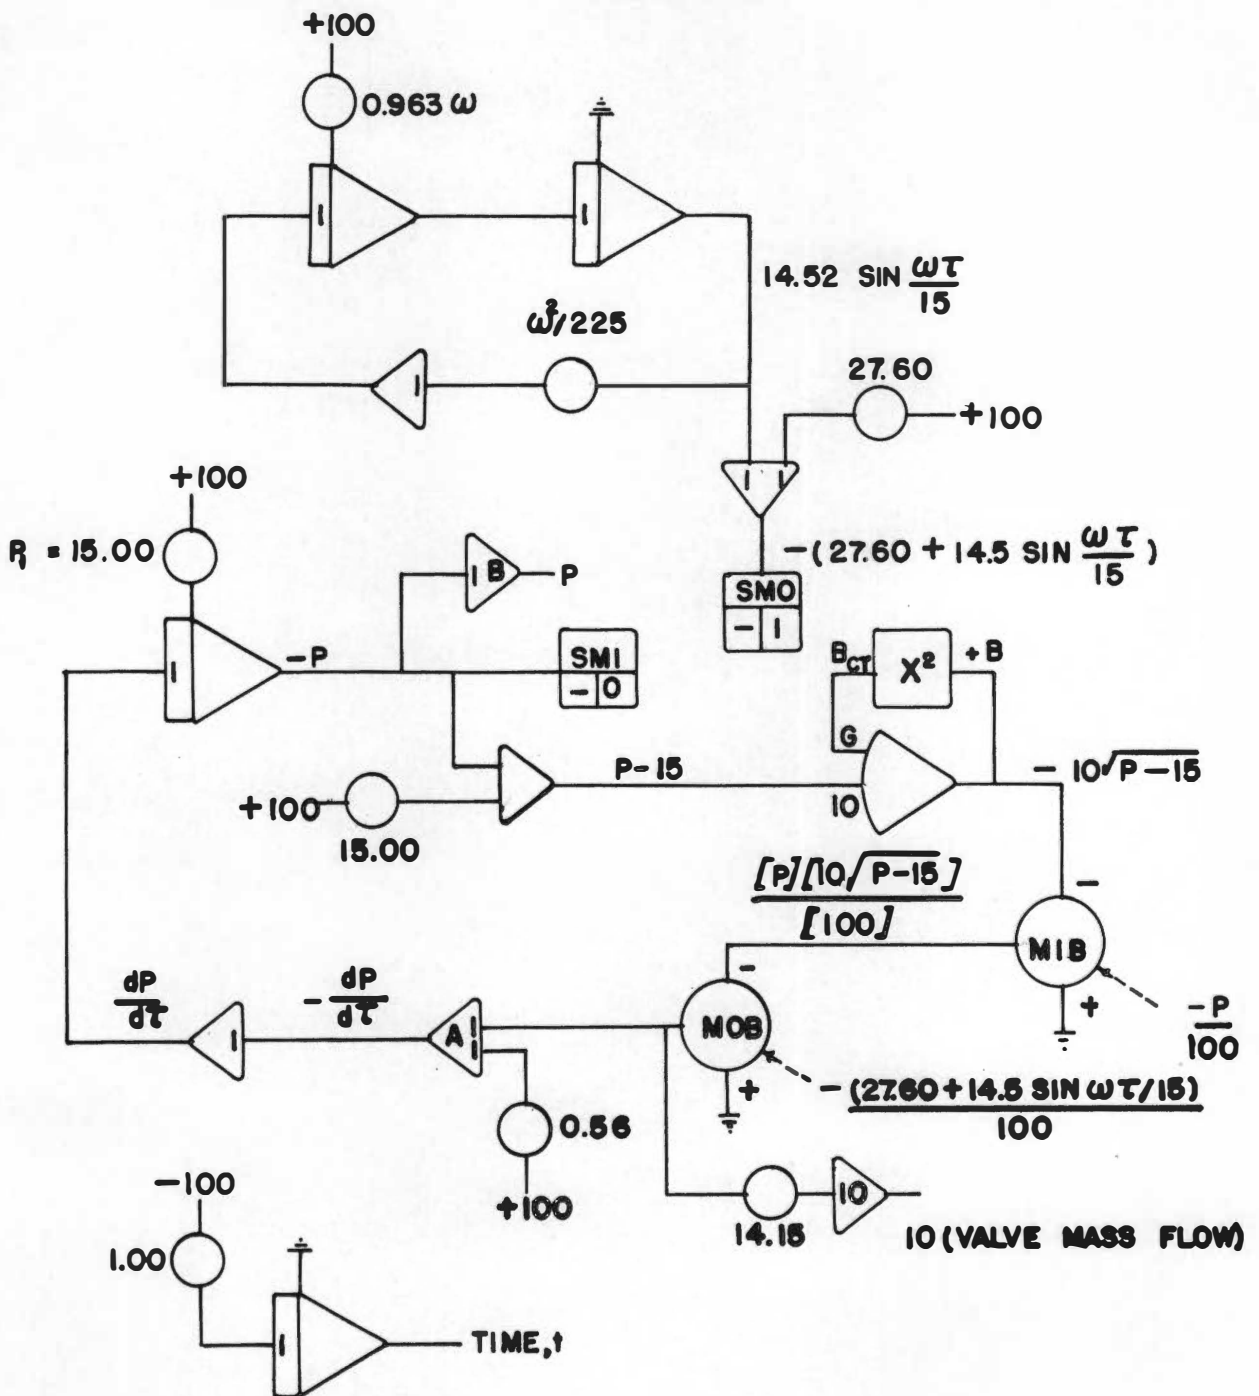 +100
0.963 ω
1
1
14.52 SIN ωτ/15
ω²/225
1
27.60
+100
1 1
+100
P₁ = 15.00
-(27.60 + 14.5 SIN ωτ/15)
1 B
P
SM0
- 1
1
-P
SM1
- 0
B_CT
X²
+B
G
P-15
10
- 10√P-15
+100
15.00
[P][10√P-15]/[100]
-
M1B
+
-P/100
dP/dτ
-dP/dτ
1
A 1 1
-
M0B
+
-(27.60 + 14.5 SIN ωτ/15)/100
0.56
+100
-100
14.15
10
10 (VALVE MASS FLOW)
1.00
1
TIME, t